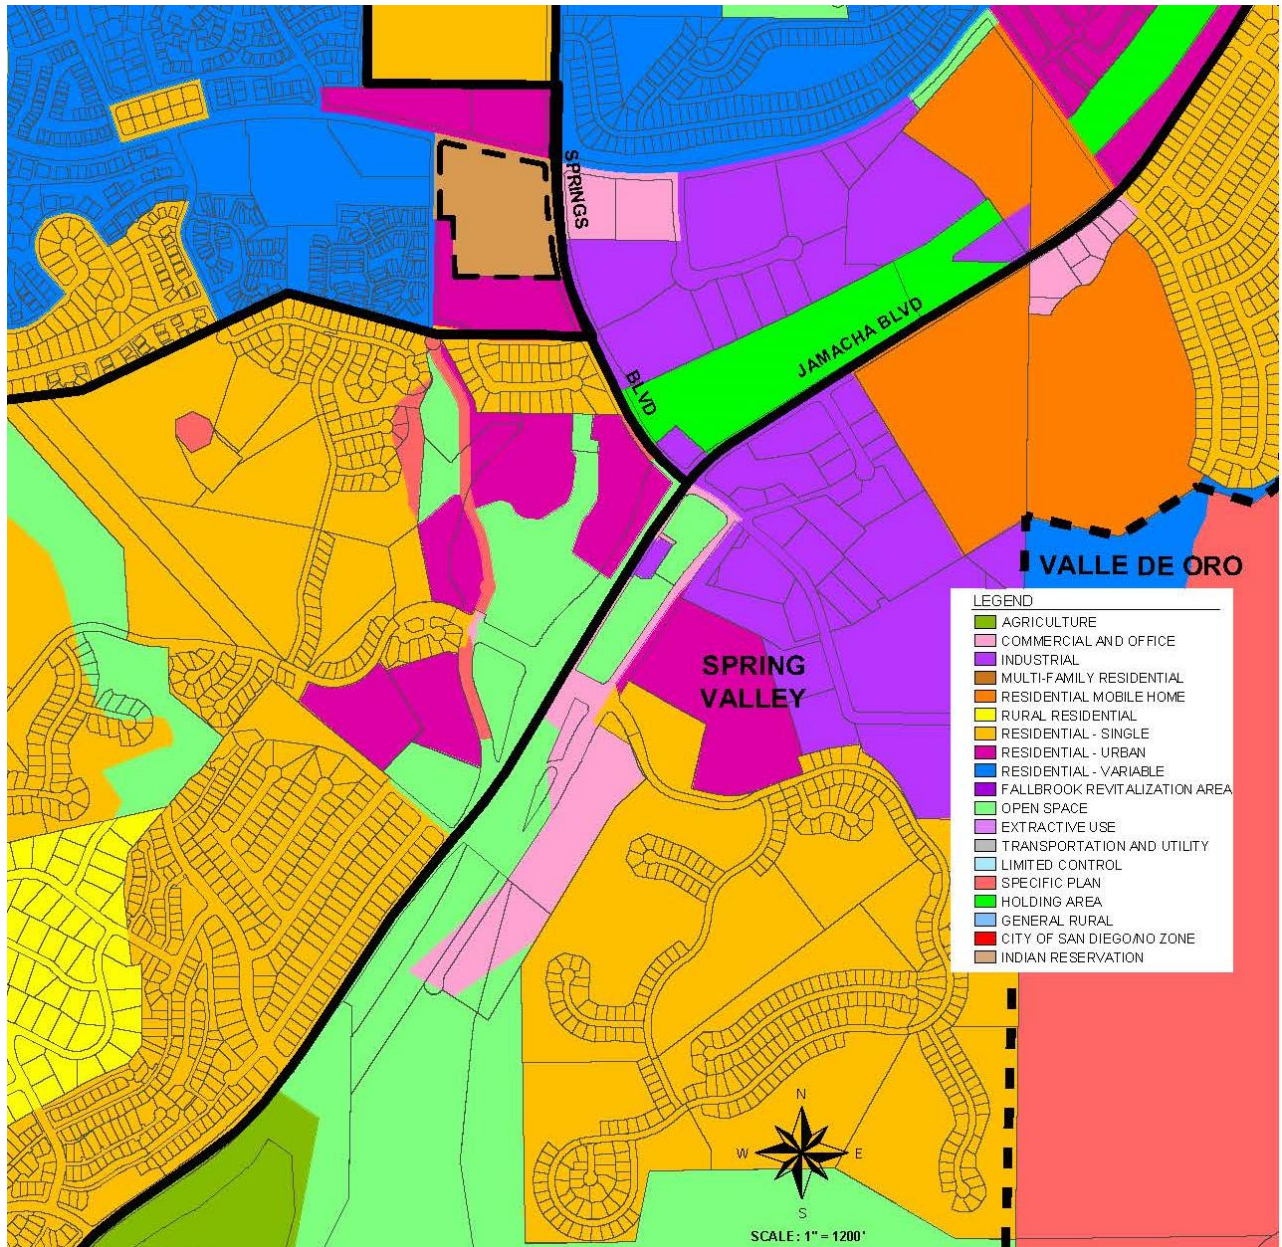 SPRINGS
BLVD
JAMACHA BLVD
VALLE DE ORO
SPRING
VALLEY
LEGEND
AGRICULTURE
COMMERCIAL AND OFFICE
INDUSTRIAL
MULTI-FAMILY RESIDENTIAL
RESIDENTIAL MOBILE HOME
RURAL RESIDENTIAL
RESIDENTIAL - SINGLE
RESIDENTIAL - URBAN
RESIDENTIAL - VARIABLE
FALLBROOK REVITALIZATION AREA
OPEN SPACE
EXTRACTIVE USE
TRANSPORTATION AND UTILITY
LIMITED CONTROL
SPECIFIC PLAN
HOLDING AREA
GENERAL RURAL
CITY OF SAN DIEGO/NO ZONE
INDIAN RESERVATION
N
W E
S
SCALE: 1" = 1200'